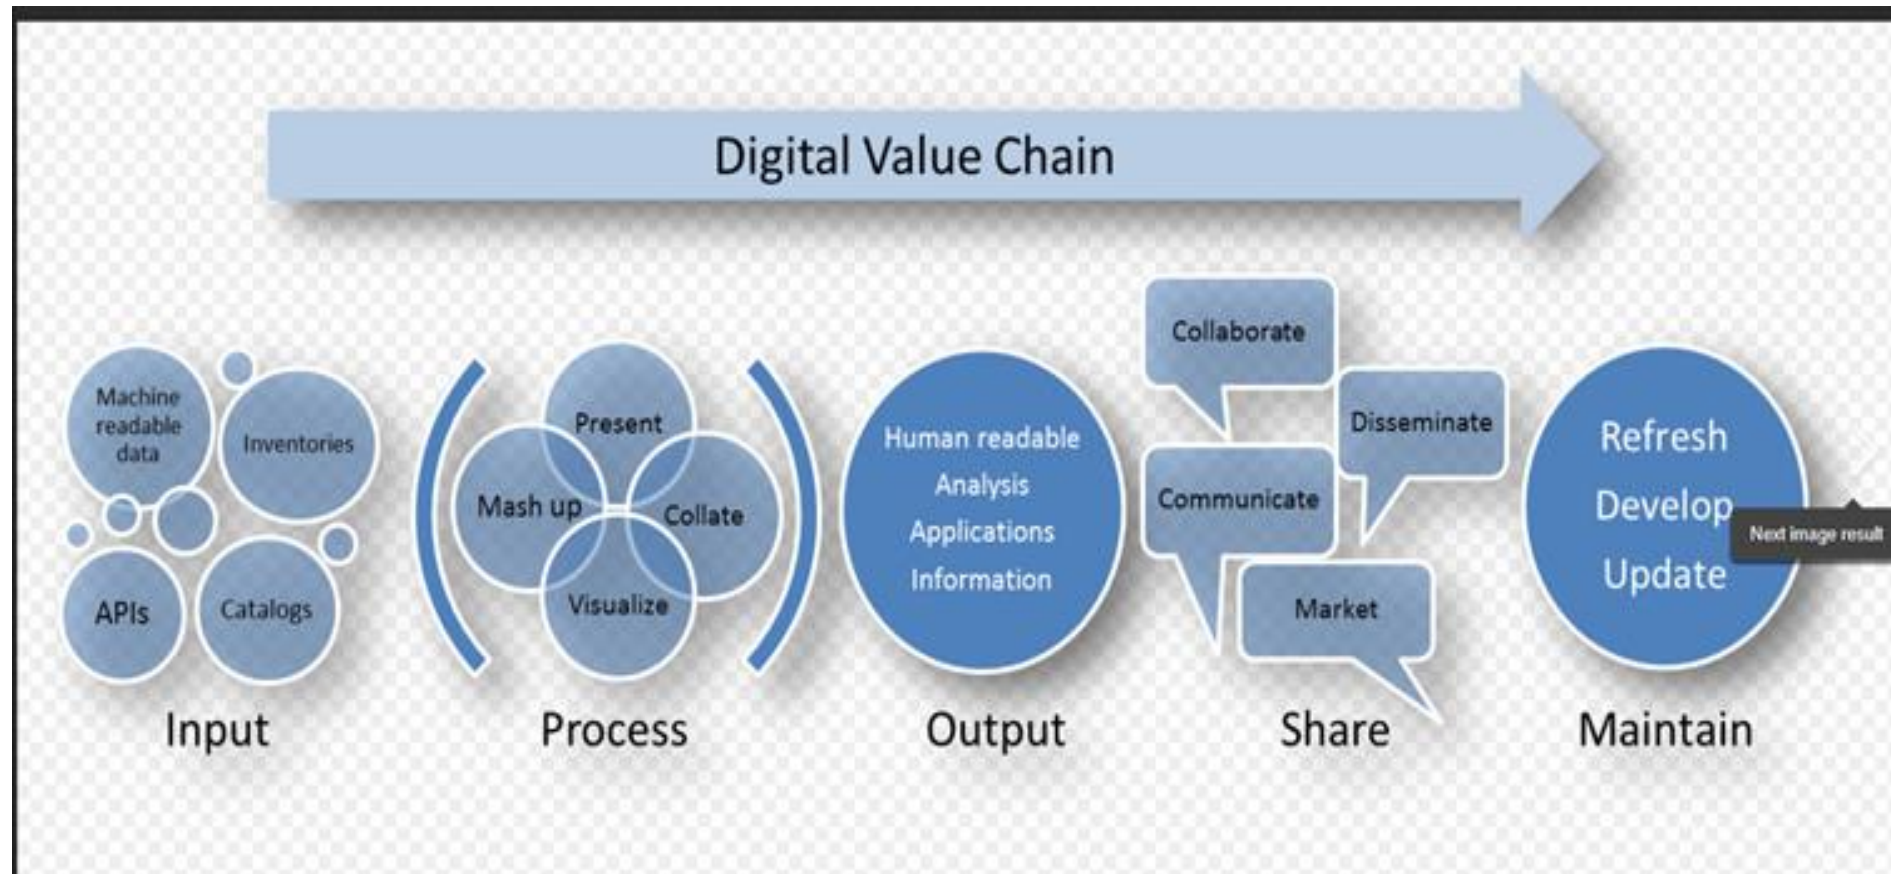 Digital Value Chain
Machine
readable
data
Inventories
APIs
Catalogs
Input
Present
Mash up
Collate
Visualize
Process
Human readable
Analysis
Applications
Information
Output
Collaborate
Disseminate
Communicate
Market
Share
Refresh
Develop
Update
Next image result
Maintain